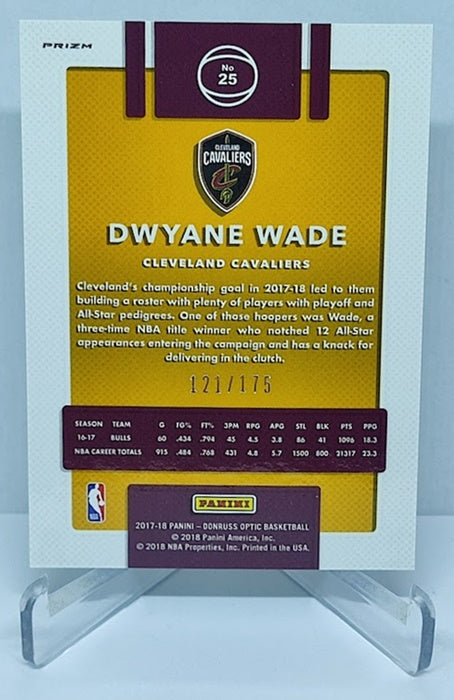 PRIZM
No
25
CLEVELAND
CAVALIERS
DWYANE WADE
CLEVELAND CAVALIERS
Cleveland's championship goal in 2017-18 led to them
building a roster with plenty of players with playoff and
All-Star pedigrees. One of those hoopers was Wade, a
three-time NBA title winner who notched 12 All-Star
appearances entering the campaign and has a knack for
delivering in the clutch.
121/175
SEASON TEAM G FG% FT% 3PM RPG APG STL BLK PTS PPG
16-17 BULLS 60 .434 .794 45 4.5 3.8 86 41 1096 18.3
NBA CAREER TOTALS 915 .484 .768 431 4.8 5.7 1500 800 21317 23.3
PANINI
2017-18 PANINI – DONRUSS OPTIC BASKETBALL
© 2018 Panini America, Inc.
© 2018 NBA Properties, Inc. Printed in the USA.